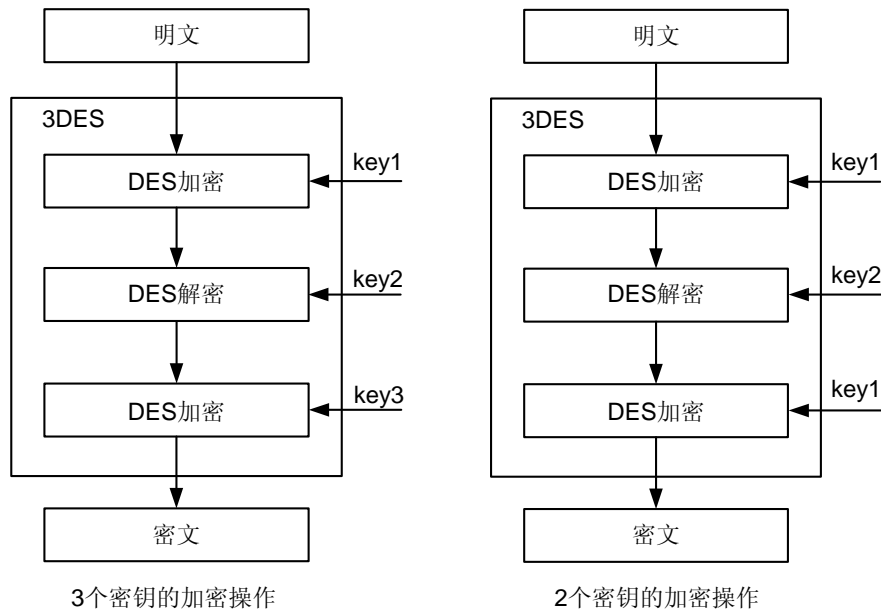 明文
3DES
DES加密
key1
DES解密
key2
DES加密
key3
密文
3个密钥的加密操作
明文
3DES
DES加密
key1
DES解密
key2
DES加密
key1
密文
2个密钥的加密操作